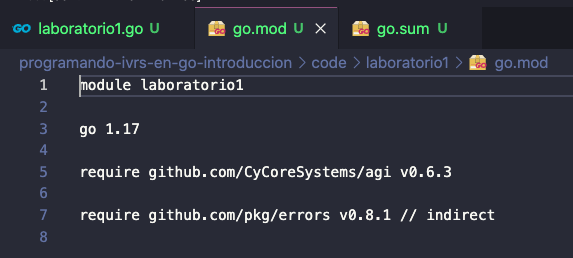 laboratorio1.go U
go.mod U
go.sum U
programando-ivrs-en-go-introduccion > code > laboratorio1 > go.mod
1 module laboratorio1
2
3 go 1.17
4
5 require github.com/CyCoreSystems/agi v0.6.3
6
7 require github.com/pkg/errors v0.8.1 // indirect
8